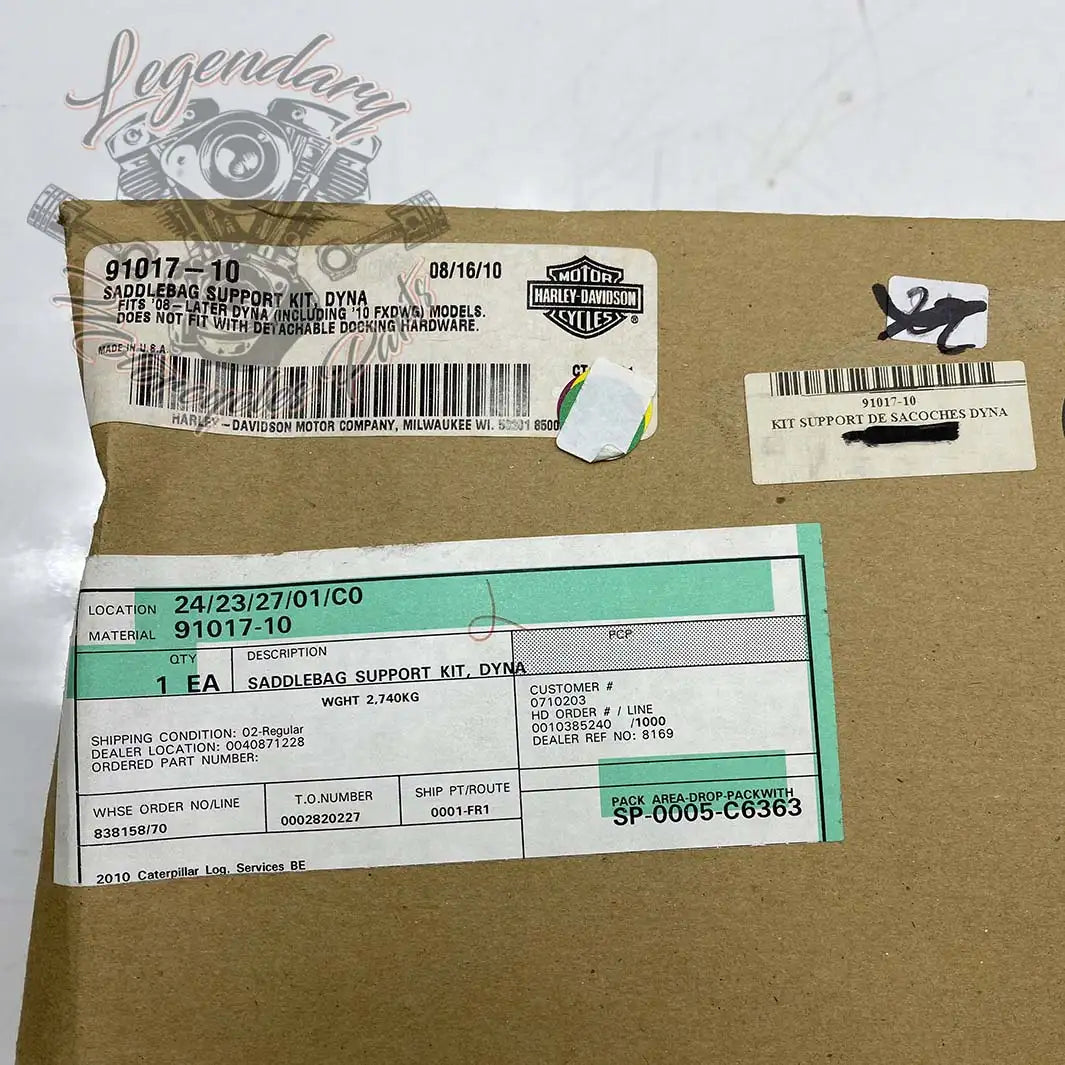 Legendary
Motorcycles Parts
91017-10
08/16/10
SADDLEBAG SUPPORT KIT, DYNA
FITS '08-LATER DYNA (INCLUDING '10 FXDWG) MODELS.
DOES NOT FIT WITH DETACHABLE DOCKING HARDWARE.
MADE IN U.S.A.
MOTOR
HARLEY-DAVIDSON
CYCLES
®
CT
HARLEY-DAVIDSON MOTOR COMPANY, MILWAUKEE WI.
91017-10
KIT SUPPORT DE SACOCHES DYNA
LOCATION 24/23/27/01/C0
MATERIAL 91017-10
PCP
QTY
1 EA
DESCRIPTION
SADDLEBAG SUPPORT KIT, DYNA
WGHT 2,740KG
CUSTOMER #
0710203
HD ORDER # / LINE
0010385240 /1000
DEALER REF NO: 8169
SHIPPING CONDITION: 02-Regular
DEALER LOCATION: 0040871228
ORDERED PART NUMBER:
WHSE ORDER NO/LINE
838158/70
T.O.NUMBER
0002820227
SHIP PT/ROUTE
0001-FR1
PACK AREA-DROP-PACKWITH
SP-0005-C6363
2010 Caterpillar Log. Services BE